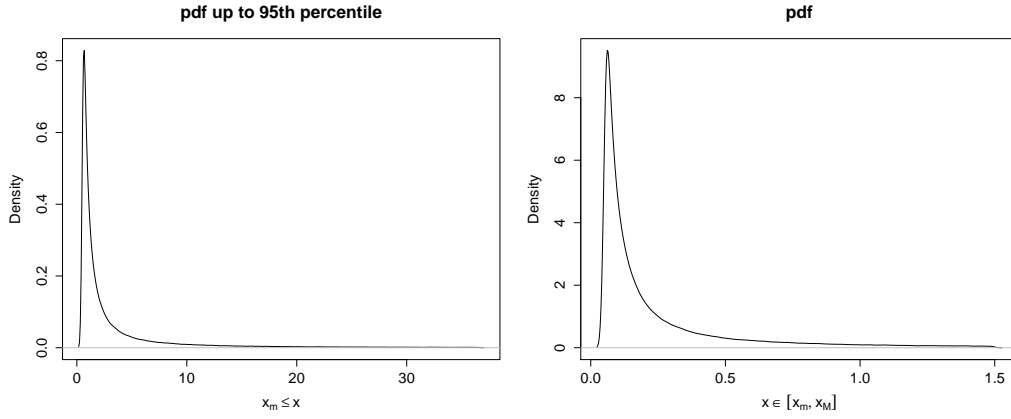 pdf up to 95th percentile
Density
0.0 0.2 0.4 0.6 0.8
0 10 20 30
xₘ ≤ x
pdf
Density
0 2 4 6 8
0.0 0.5 1.0 1.5
x ∈ [xₘ, x_M]